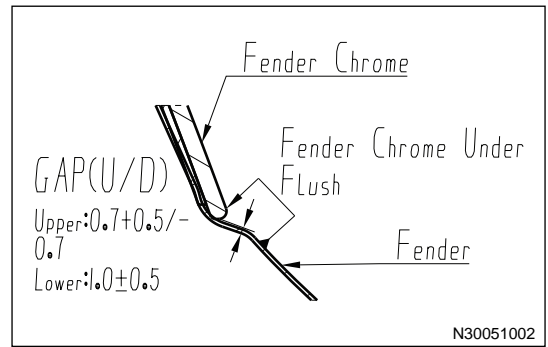 Fender Chrome
Fender Chrome Under
Flush
GAP(U/D)
Upper:0.7+0.5/-
0.7
Lower:1.0±0.5
Fender
N30051002